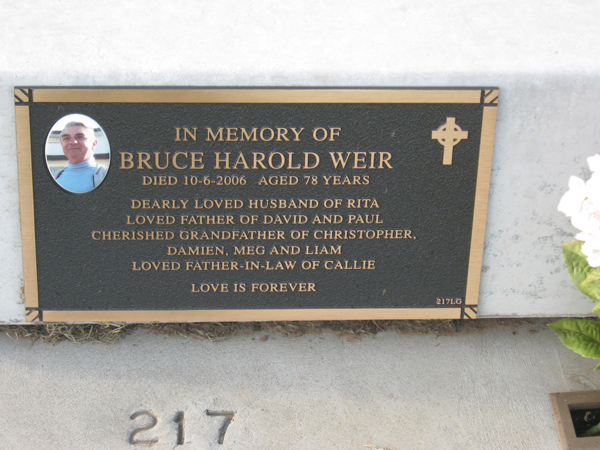 IN MEMORY OF
BRUCE HAROLD WEIR
DIED 10-6-2006 AGED 78 YEARS
DEARLY LOVED HUSBAND OF RITA
LOVED FATHER OF DAVID AND PAUL
CHERISHED GRANDFATHER OF CHRISTOPHER,
DAMIEN, MEG AND LIAM
LOVED FATHER-IN-LAW OF CALLIE
LOVE IS FOREVER
217LG
217